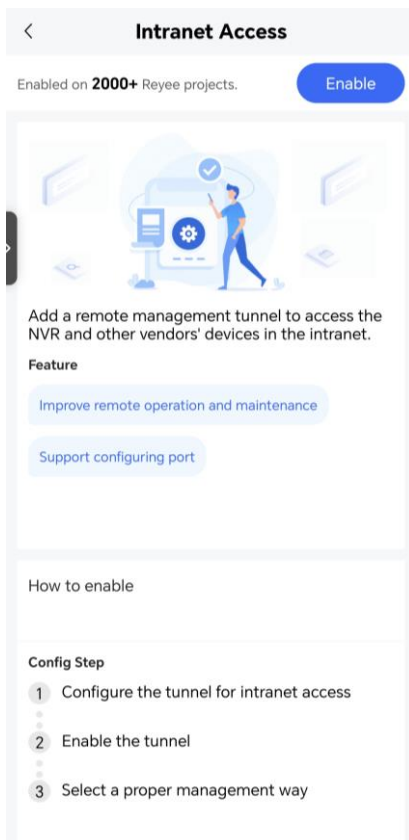 Intranet Access
Enabled on 2000+ Reyee projects.
Enable
Add a remote management tunnel to access the
NVR and other vendors' devices in the intranet.
Feature
Improve remote operation and maintenance
Support configuring port
How to enable
Config Step
1 Configure the tunnel for intranet access
2 Enable the tunnel
3 Select a proper management way